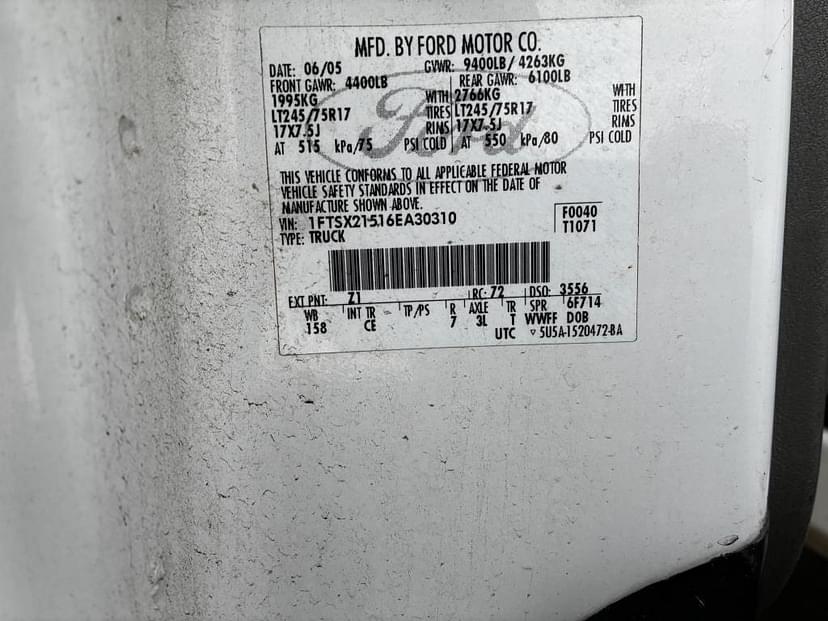 MFD. BY FORD MOTOR CO.
DATE: 06/05 GVWR: 9400LB/ 4263KG
FRONT GAWR: 4400LB REAR GAWR: 6100LB
1995KG WITH 2766KG WITH
LT245/75R17 TIRES LT245/75R17 TIRES
17X7.5J RIMS 17X7.5J RIMS
AT 515 kPa/75 PSI COLD AT 550 kPa/80 PSI COLD
Ford
THIS VEHICLE CONFORMS TO ALL APPLICABLE FEDERAL MOTOR
VEHICLE SAFETY STANDARDS IN EFFECT ON THE DATE OF
MANUFACTURE SHOWN ABOVE.
VIN: 1FTSX21516EA30310 F0040
TYPE: TRUCK T1071
EXT PNT: Z1 RC: 72 DSO: 3556
WB INT TR TP/PS R AXLE TR SPR 6F714
158 CE 7 3L T WWFF DOB
UTC ▿ 5U5A-1520472-BA